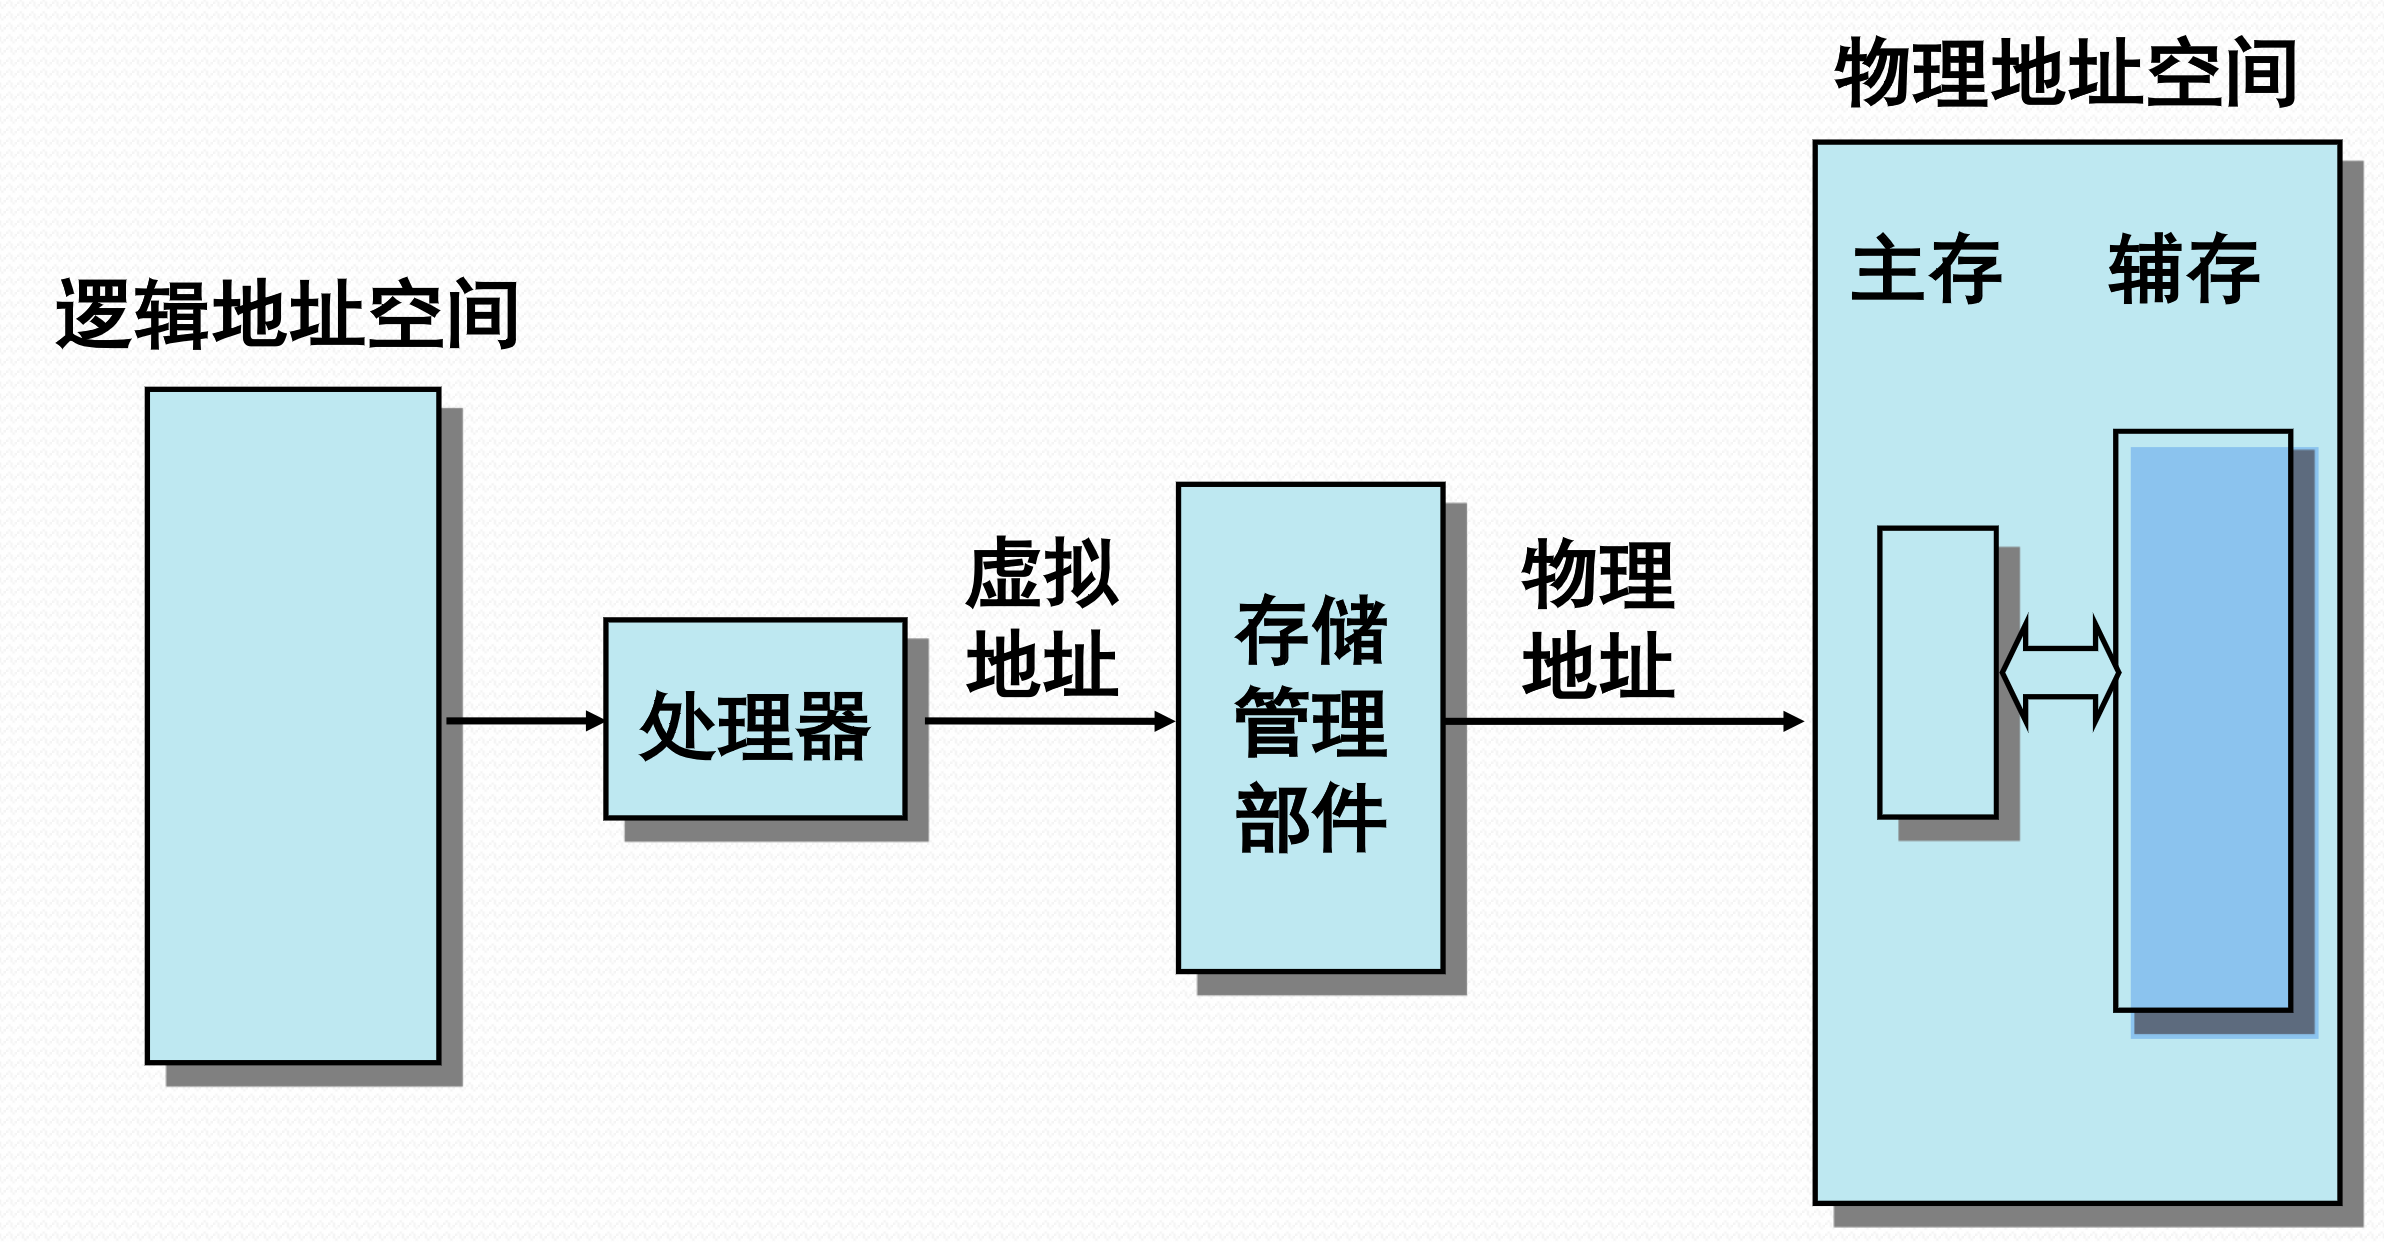 物理地址空间
主存 辅存
逻辑地址空间
处理器
虚拟
地址
存储
管理
部件
物理
地址